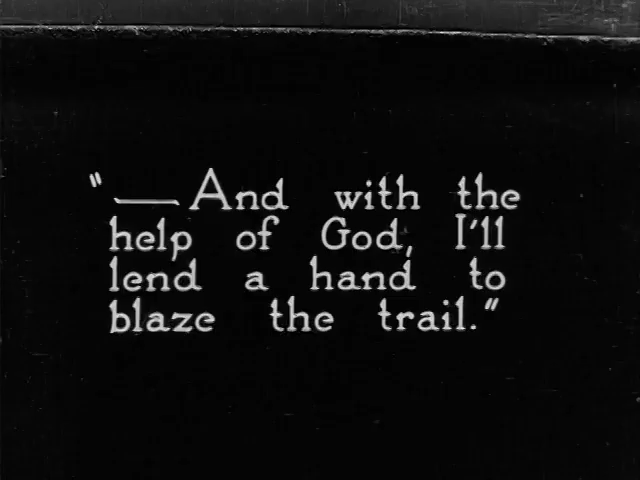 "—And with the
help of God, I'll
lend a hand to
blaze the trail."